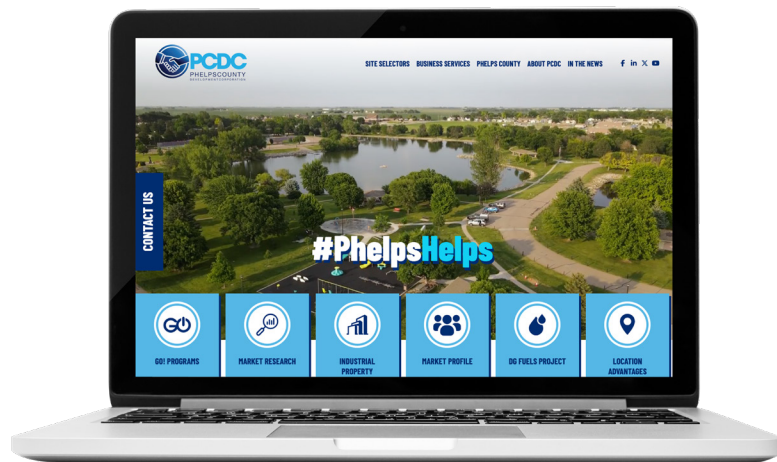 PCDC
PHELPSCOUNTY
DEVELOPMENT CORPORATION
SITE SELECTORS BUSINESS SERVICES PHELPS COUNTY ABOUT PCDC IN THE NEWS
CONTACT US
#PhelpsHelps
GO! PROGRAMS
MARKET RESEARCH
INDUSTRIAL
PROPERTY
MARKET PROFILE
DG FUELS PROJECT
LOCATION
ADVANTAGES